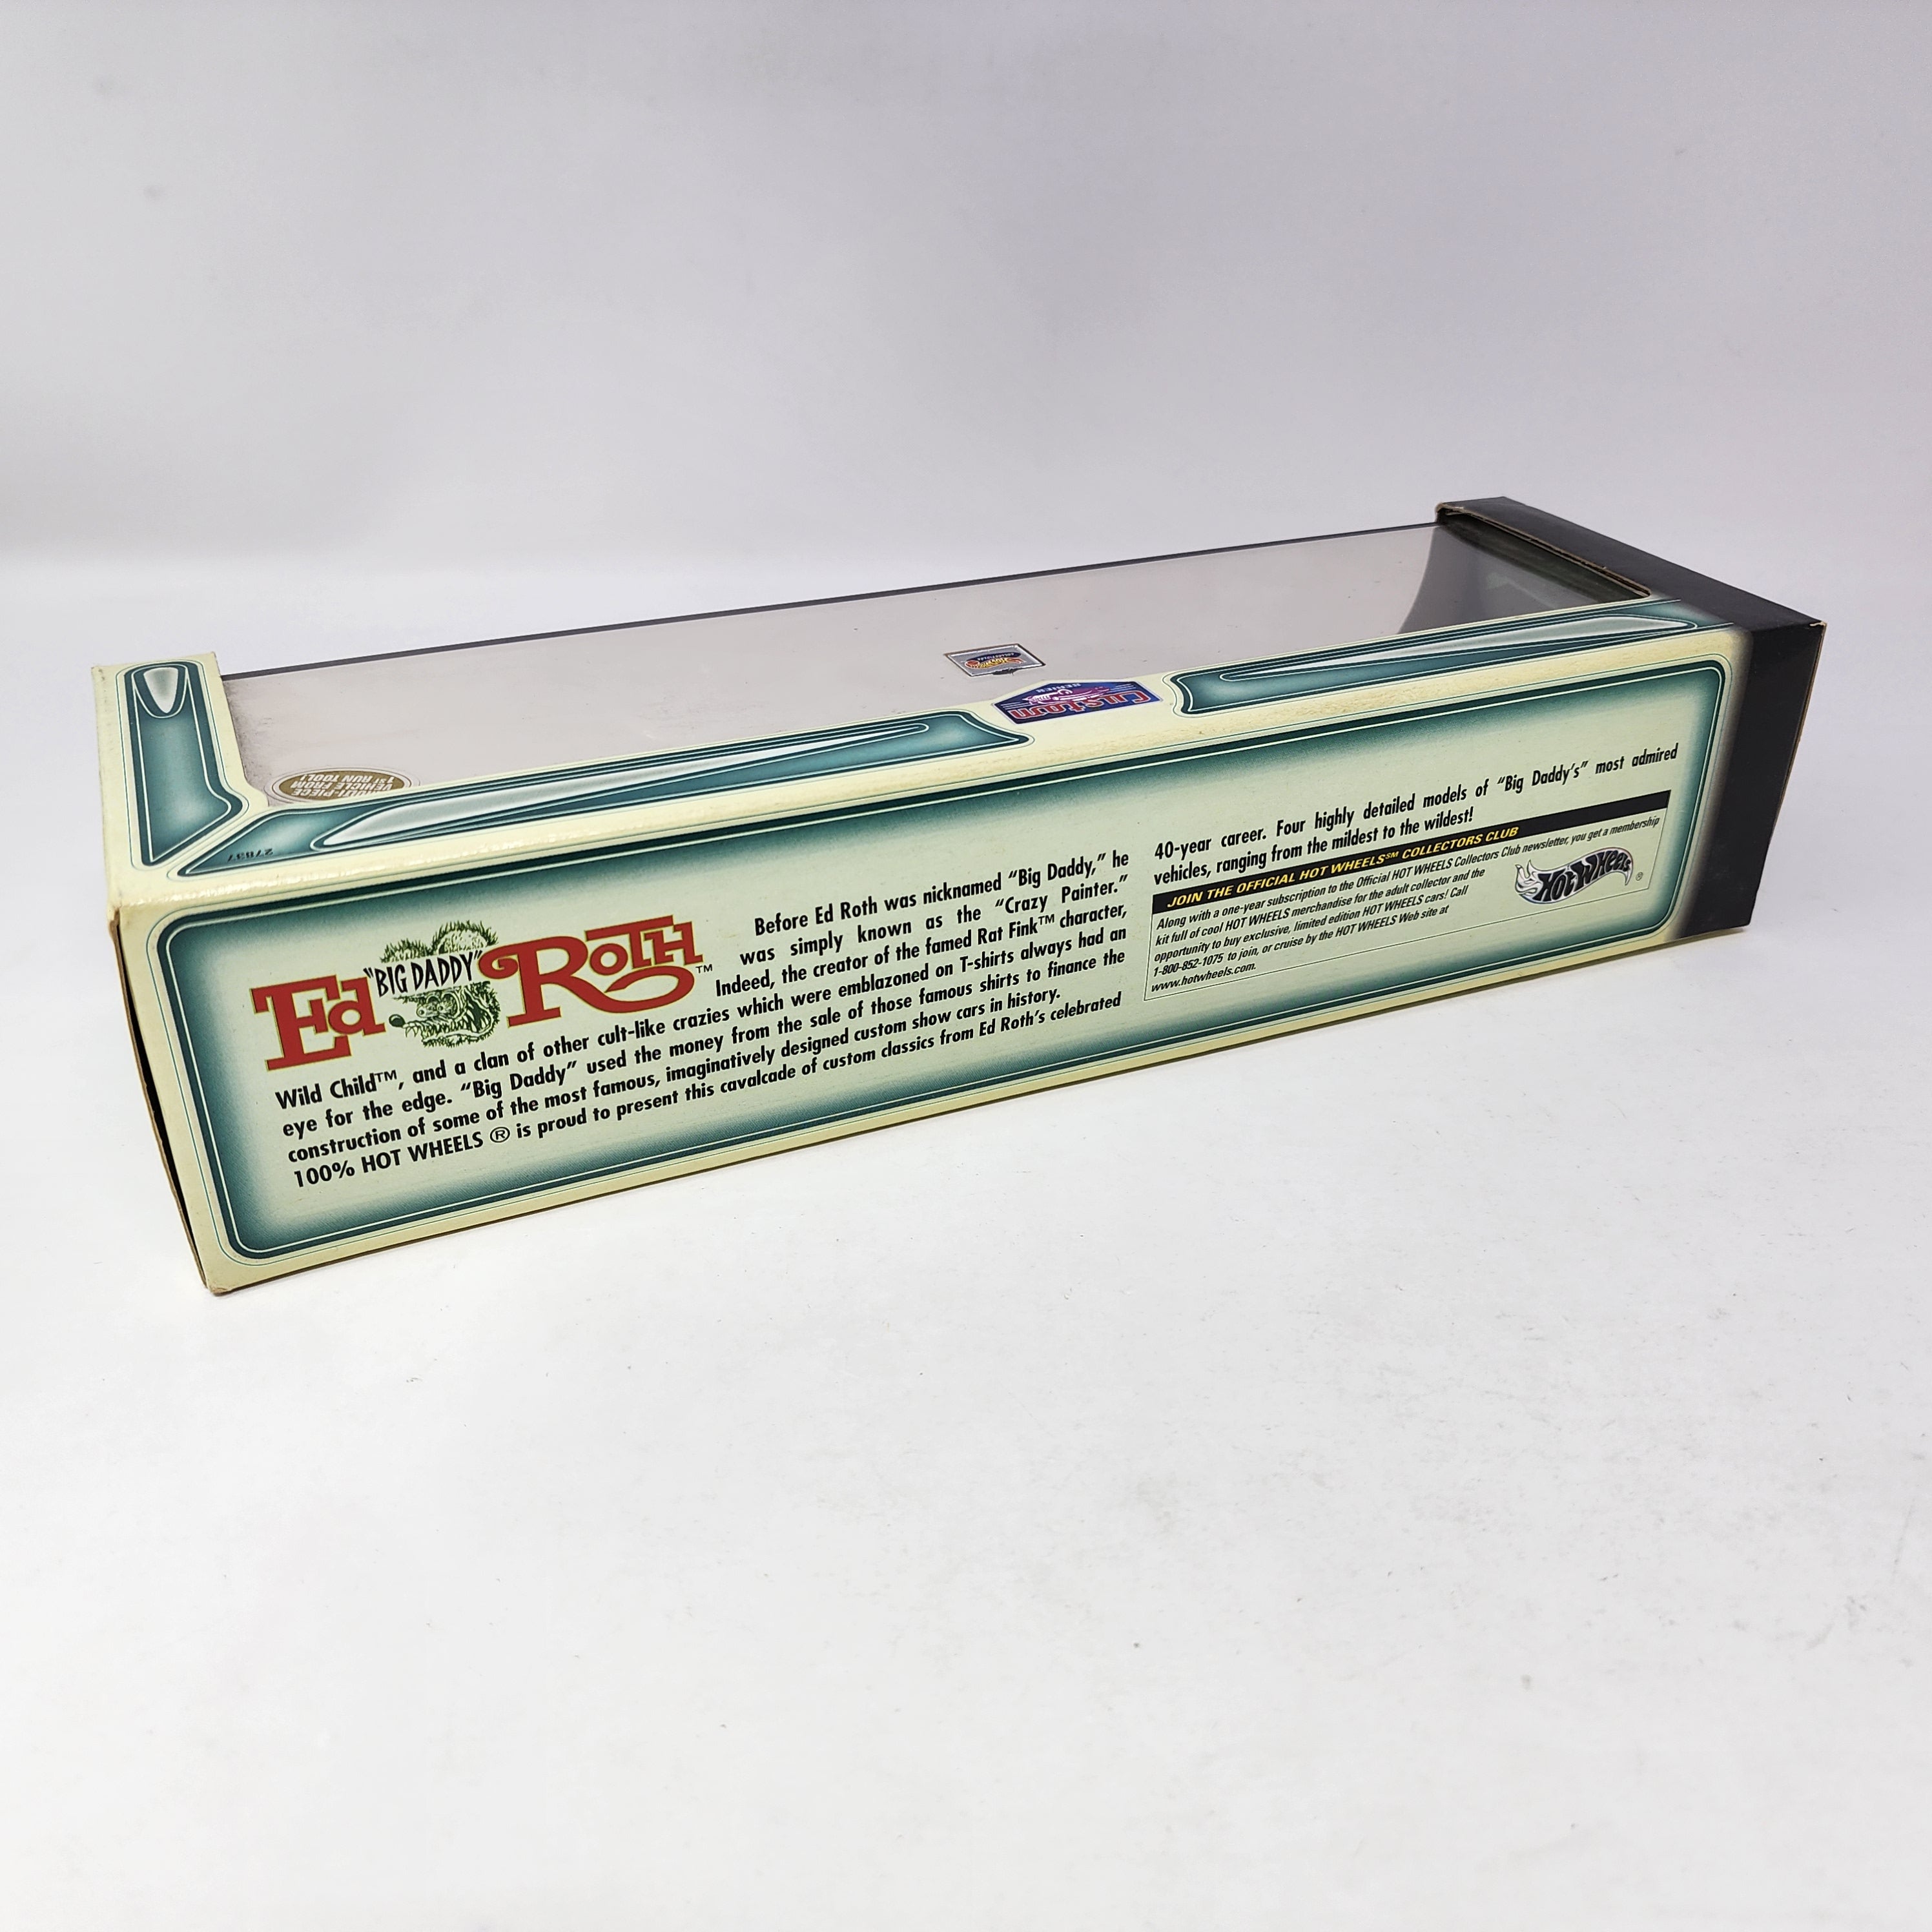 Custom
SERIES
MULTI-PIECE
VEHICLE FROM
1ST RUN TOOL!
27837
Ed "BIG DADDY" ROTH™
Before Ed Roth was nicknamed "Big Daddy," he
was simply known as the "Crazy Painter."
Indeed, the creator of the famed Rat Fink™ character,
Wild Child™, and a clan of other cult-like crazies which were emblazoned on T-shirts always had an
eye for the edge. "Big Daddy" used the money from the sale of those famous shirts to finance the
construction of some of the most famous, imaginatively designed custom show cars in history.
100% HOT WHEELS ® is proud to present this cavalcade of custom classics from Ed Roth's celebrated
40-year career. Four highly detailed models of "Big Daddy's" most admired
vehicles, ranging from the mildest to the wildest!
JOIN THE OFFICIAL HOT WHEELS℠ COLLECTORS CLUB
Along with a one-year subscription to the Official HOT WHEELS Collectors Club newsletter, you get a membership
kit full of cool HOT WHEELS merchandise for the adult collector and the
opportunity to buy exclusive, limited edition HOT WHEELS cars! Call
1-800-852-1075 to join, or cruise by the HOT WHEELS Web site at
www.hotwheels.com.
HOT WHEELS ®